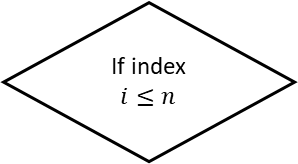 If index
i ≤ n